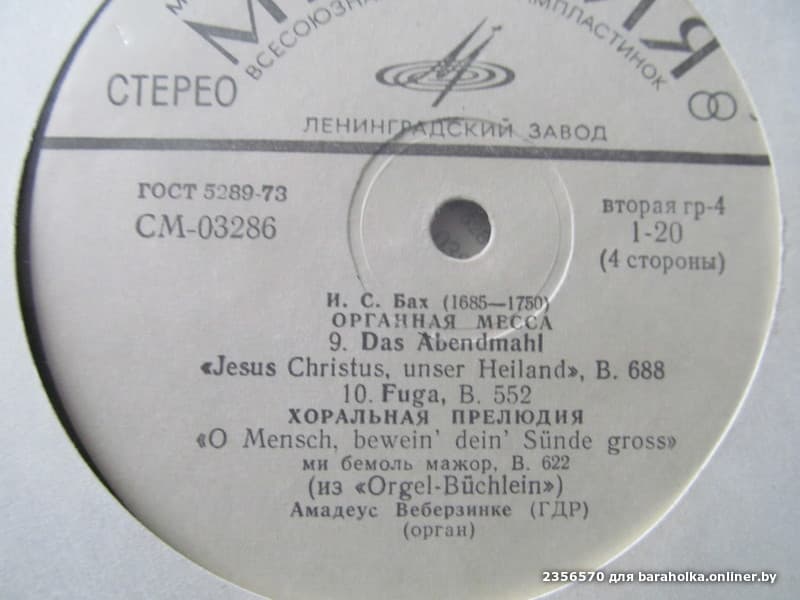 ВСЕСОЮЗНАЯ
СТЕРЕО
ЛЕНИНГРАДСКИЙ ЗАВОД
ГОСТ 5289-73
вторая гр-4
СМ-03286
1-20
(4 стороны)
И. С. Бах (1685—1750)
ОРГАННАЯ МЕССА
9. Das Abendmahl
«Jesus Christus, unser Heiland», B. 688
10. Fuga, B. 552
ХОРАЛЬНАЯ ПРЕЛЮДИЯ
«O Mensch, bewein' dein' Sünde gross»
ми бемоль мажор, B. 622
(из «Orgel-Büchlein»)
Амадеус Веберзинке (ГДР)
(орган)
2356570 для baraholka.onliner.by